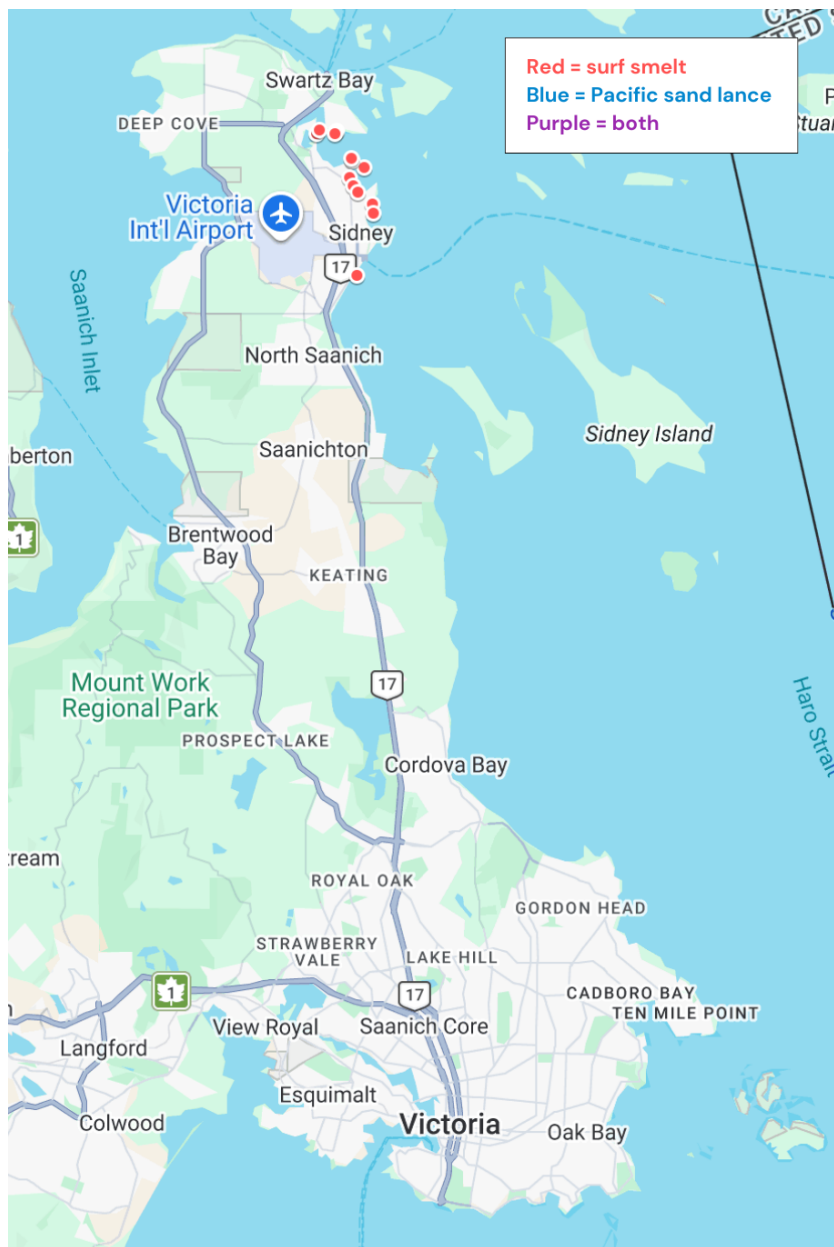 Red = surf smelt
Blue = Pacific sand lance
Purple = both
Swartz Bay
DEEP COVE
Victoria
Int'l Airport
Sidney
17
Saanich Inlet
North Saanich
Sidney Island
Saanichton
berton
1
Brentwood
Bay
KEATING
Mount Work
Regional Park
17
Haro Strait
PROSPECT LAKE
Cordova Bay
ream
ROYAL OAK
GORDON HEAD
STRAWBERRY
VALE
LAKE HILL
1
17
CADBORO BAY
TEN MILE POINT
View Royal
Saanich Core
Langford
Esquimalt
Colwood
Victoria
Oak Bay